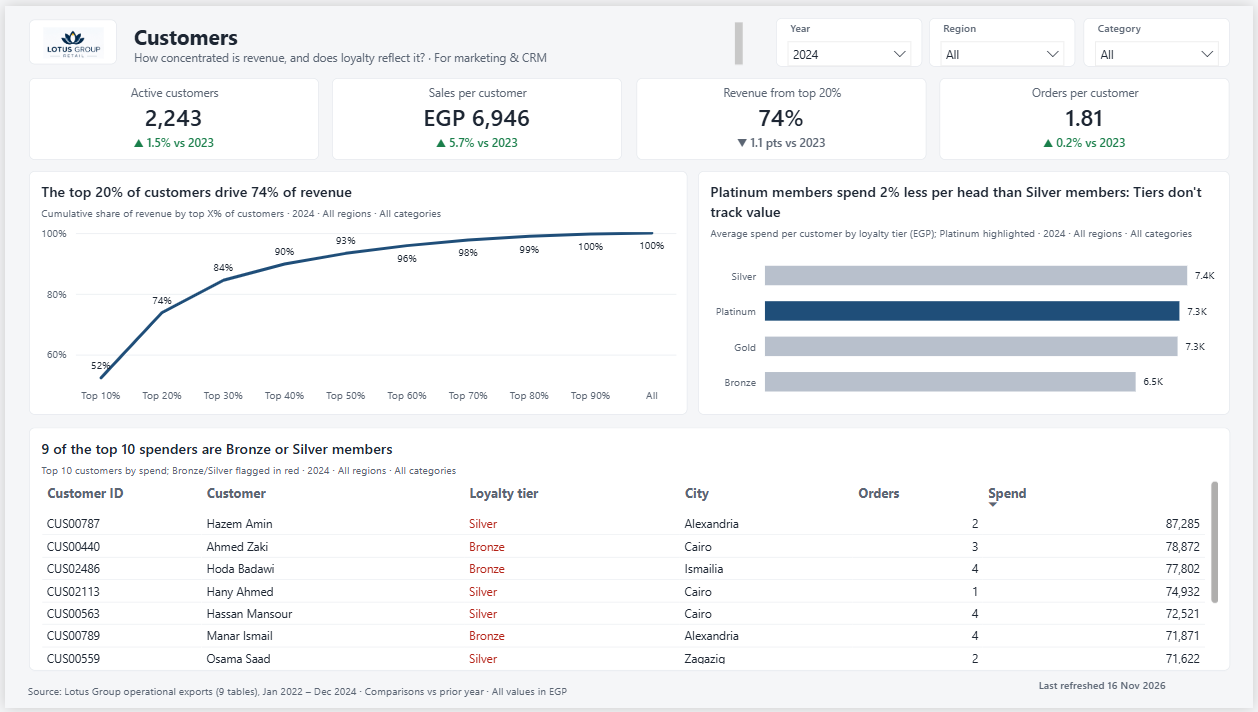 LOTUS GROUP
RETAIL
Customers
How concentrated is revenue, and does loyalty reflect it? · For marketing & CRM
Year
2024
Region
All
Category
All
Active customers
2,243
▲ 1.5% vs 2023
Sales per customer
EGP 6,946
▲ 5.7% vs 2023
Revenue from top 20%
74%
▼ 1.1 pts vs 2023
Orders per customer
1.81
▲ 0.2% vs 2023
The top 20% of customers drive 74% of revenue
Cumulative share of revenue by top X% of customers · 2024 · All regions · All categories
100%
80%
60%
52%
74%
84%
90%
93%
96%
98%
99%
100%
100%
Top 10% Top 20% Top 30% Top 40% Top 50% Top 60% Top 70% Top 80% Top 90% All
Platinum members spend 2% less per head than Silver members: Tiers don't
track value
Average spend per customer by loyalty tier (EGP); Platinum highlighted · 2024 · All regions · All categories
Silver 7.4K
Platinum 7.3K
Gold 7.3K
Bronze 6.5K
9 of the top 10 spenders are Bronze or Silver members
Top 10 customers by spend; Bronze/Silver flagged in red · 2024 · All regions · All categories
Customer ID Customer Loyalty tier City Orders Spend
CUS00787 Hazem Amin Silver Alexandria 2 87,285
CUS00440 Ahmed Zaki Bronze Cairo 3 78,872
CUS02486 Hoda Badawi Bronze Ismailia 4 77,802
CUS02113 Hany Ahmed Silver Cairo 1 74,932
CUS00563 Hassan Mansour Silver Cairo 4 72,521
CUS00789 Manar Ismail Bronze Alexandria 4 71,871
CUS00559 Osama Saad Silver Zagazig 2 71,622
Source: Lotus Group operational exports (9 tables), Jan 2022 – Dec 2024 · Comparisons vs prior year · All values in EGP
Last refreshed 16 Nov 2026